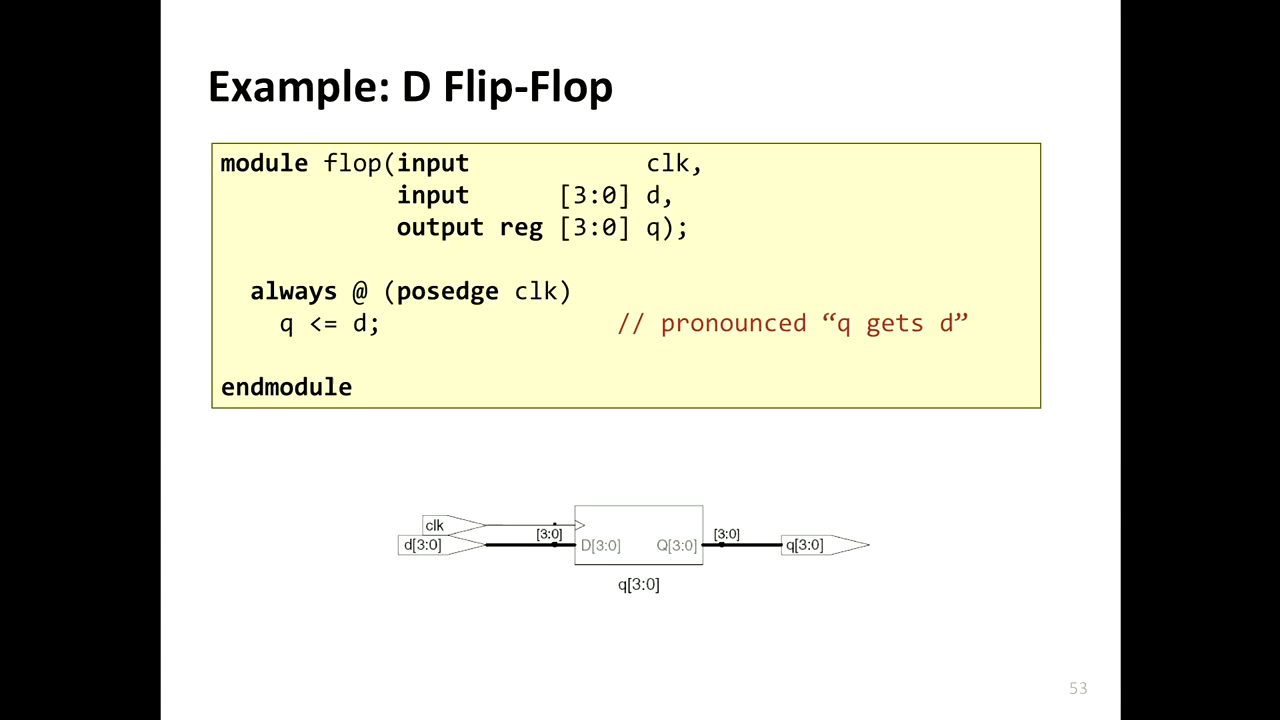 Example: D Flip-Flop
module flop(input            clk,
            input      [3:0] d,
            output reg [3:0] q);
  always @ (posedge clk)
    q <= d;                // pronounced “q gets d”
endmodule
clk
d[3:0]
[3:0]
D[3:0]
Q[3:0]
[3:0]
q[3:0]
q[3:0]
53